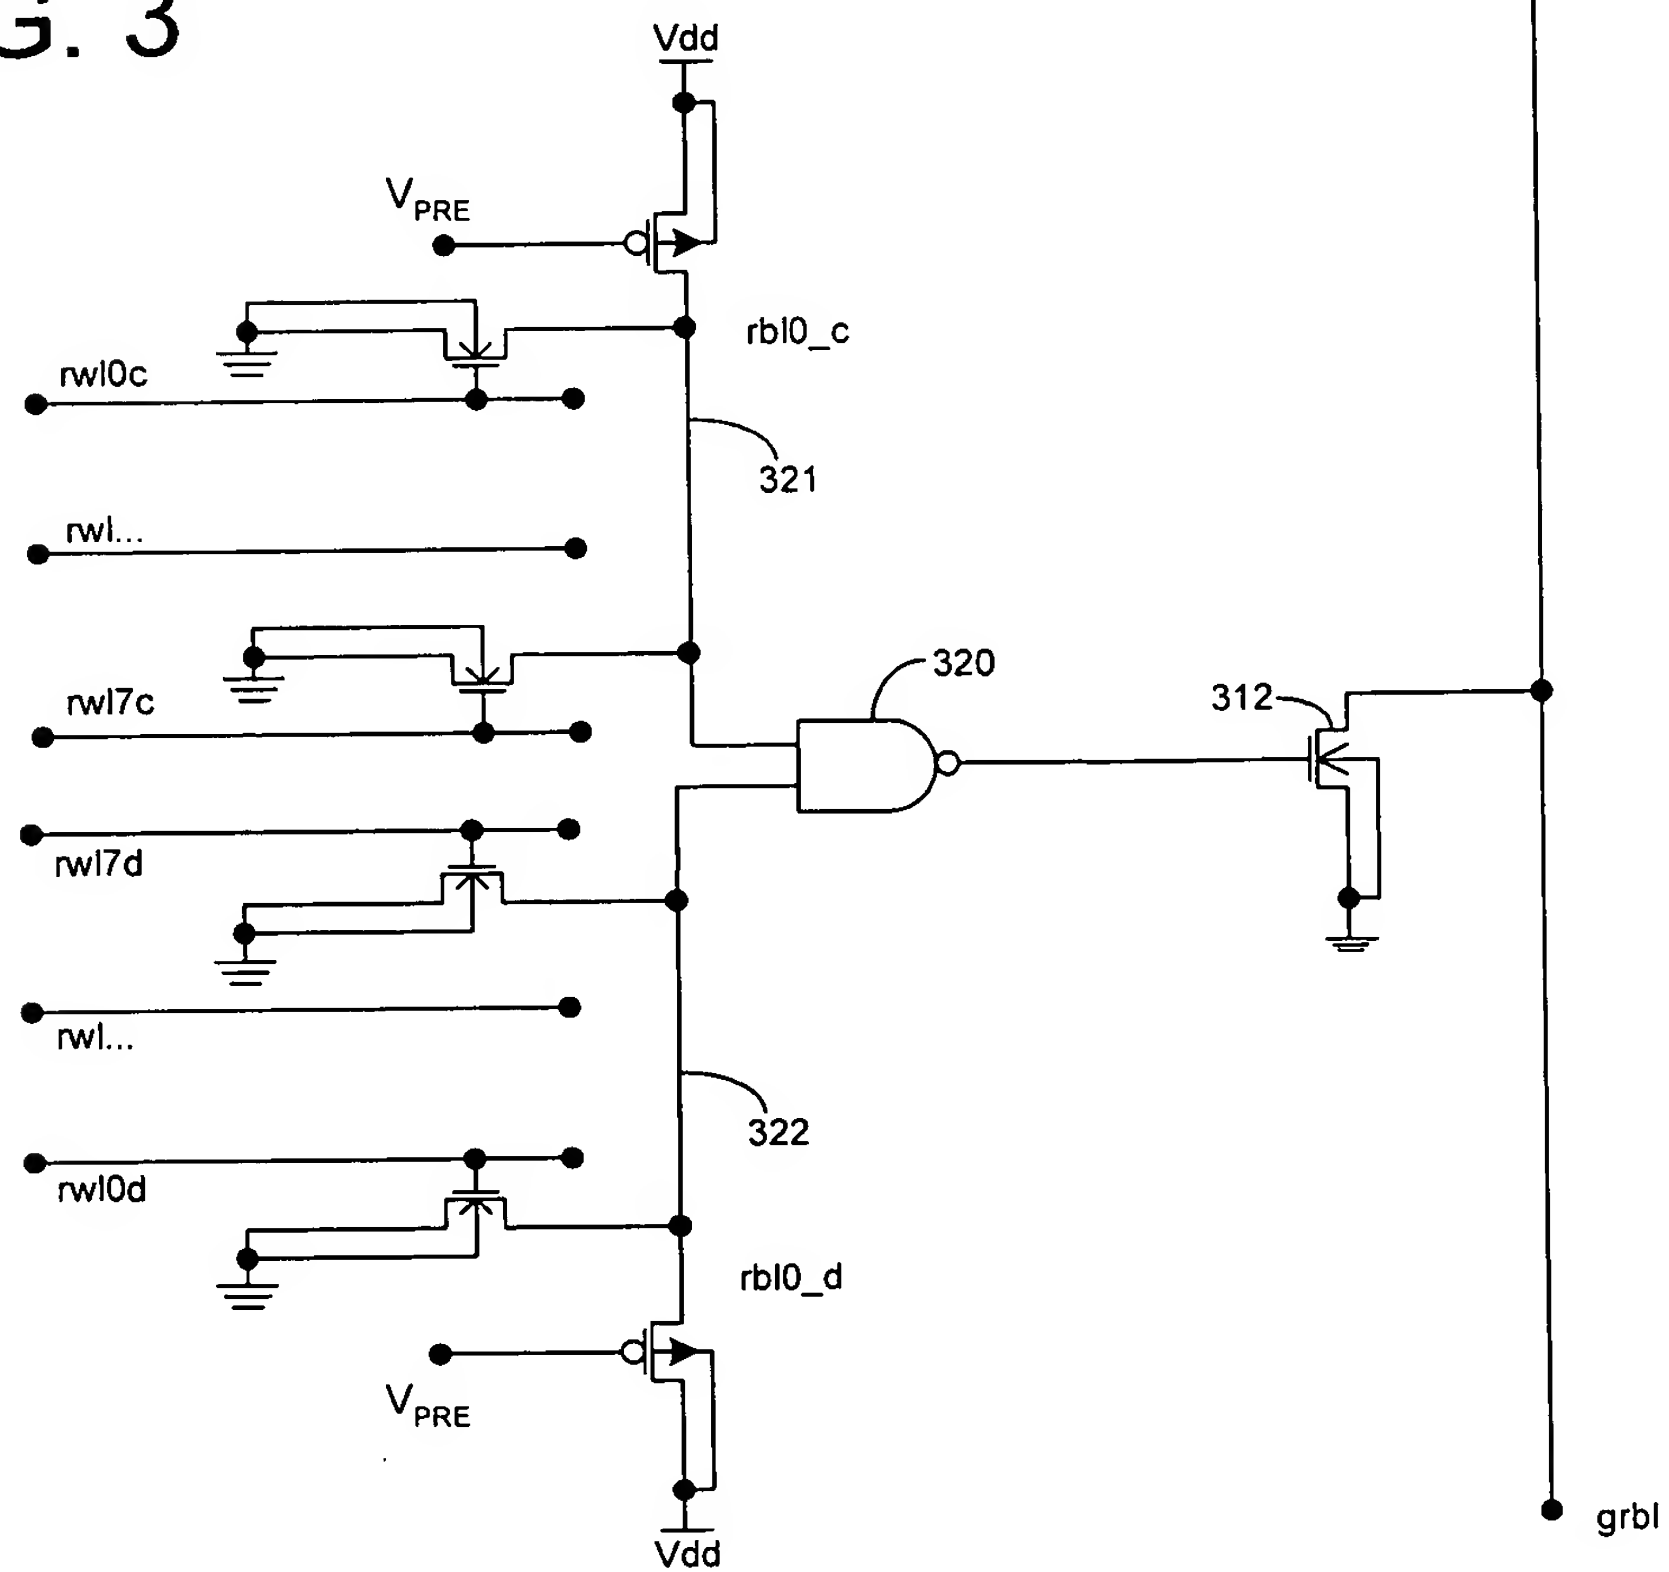 G. 3
Vdd
VPRE
rbl0_c
rwl0c
321
rwl...
rwl7c
320
312
rwl7d
rwl...
322
rwl0d
rbl0_d
VPRE
grbl
Vdd